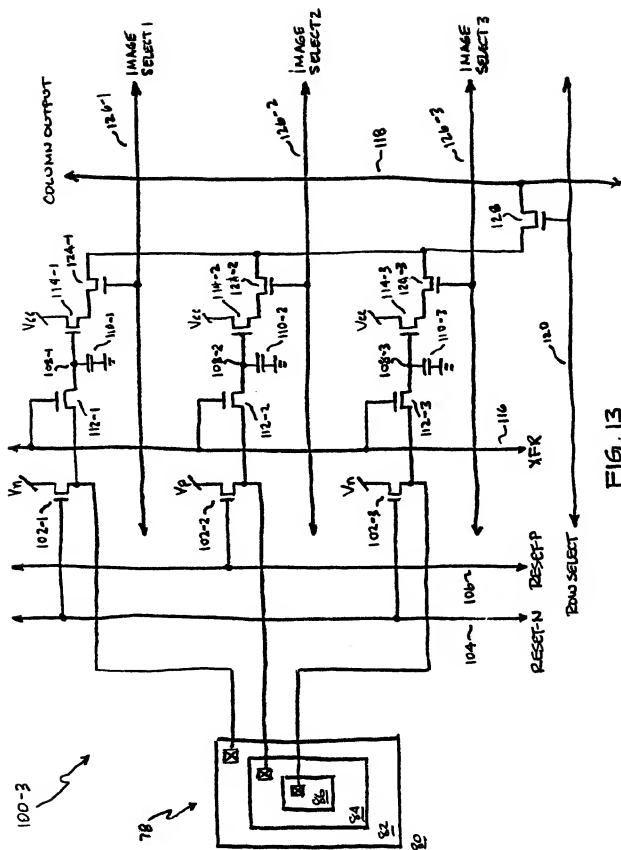 100-3
78
80
82
84
86
RESET-N
104
RESET-P
106
XFR
116
ROW SELECT
120
102-1
Vn
102-2
Vp
102-3
Vn
112-1
112-2
112-3
108-1
110-1
108-2
110-2
108-3
110-3
Vcc
114-1
124-1
Vcc
114-2
124-2
Vcc
114-3
124-3
128
COLUMN OUTPUT
118
126-1
IMAGE
SELECT 1
126-2
IMAGE
SELECT 2
126-3
IMAGE
SELECT 3
FIG. 13